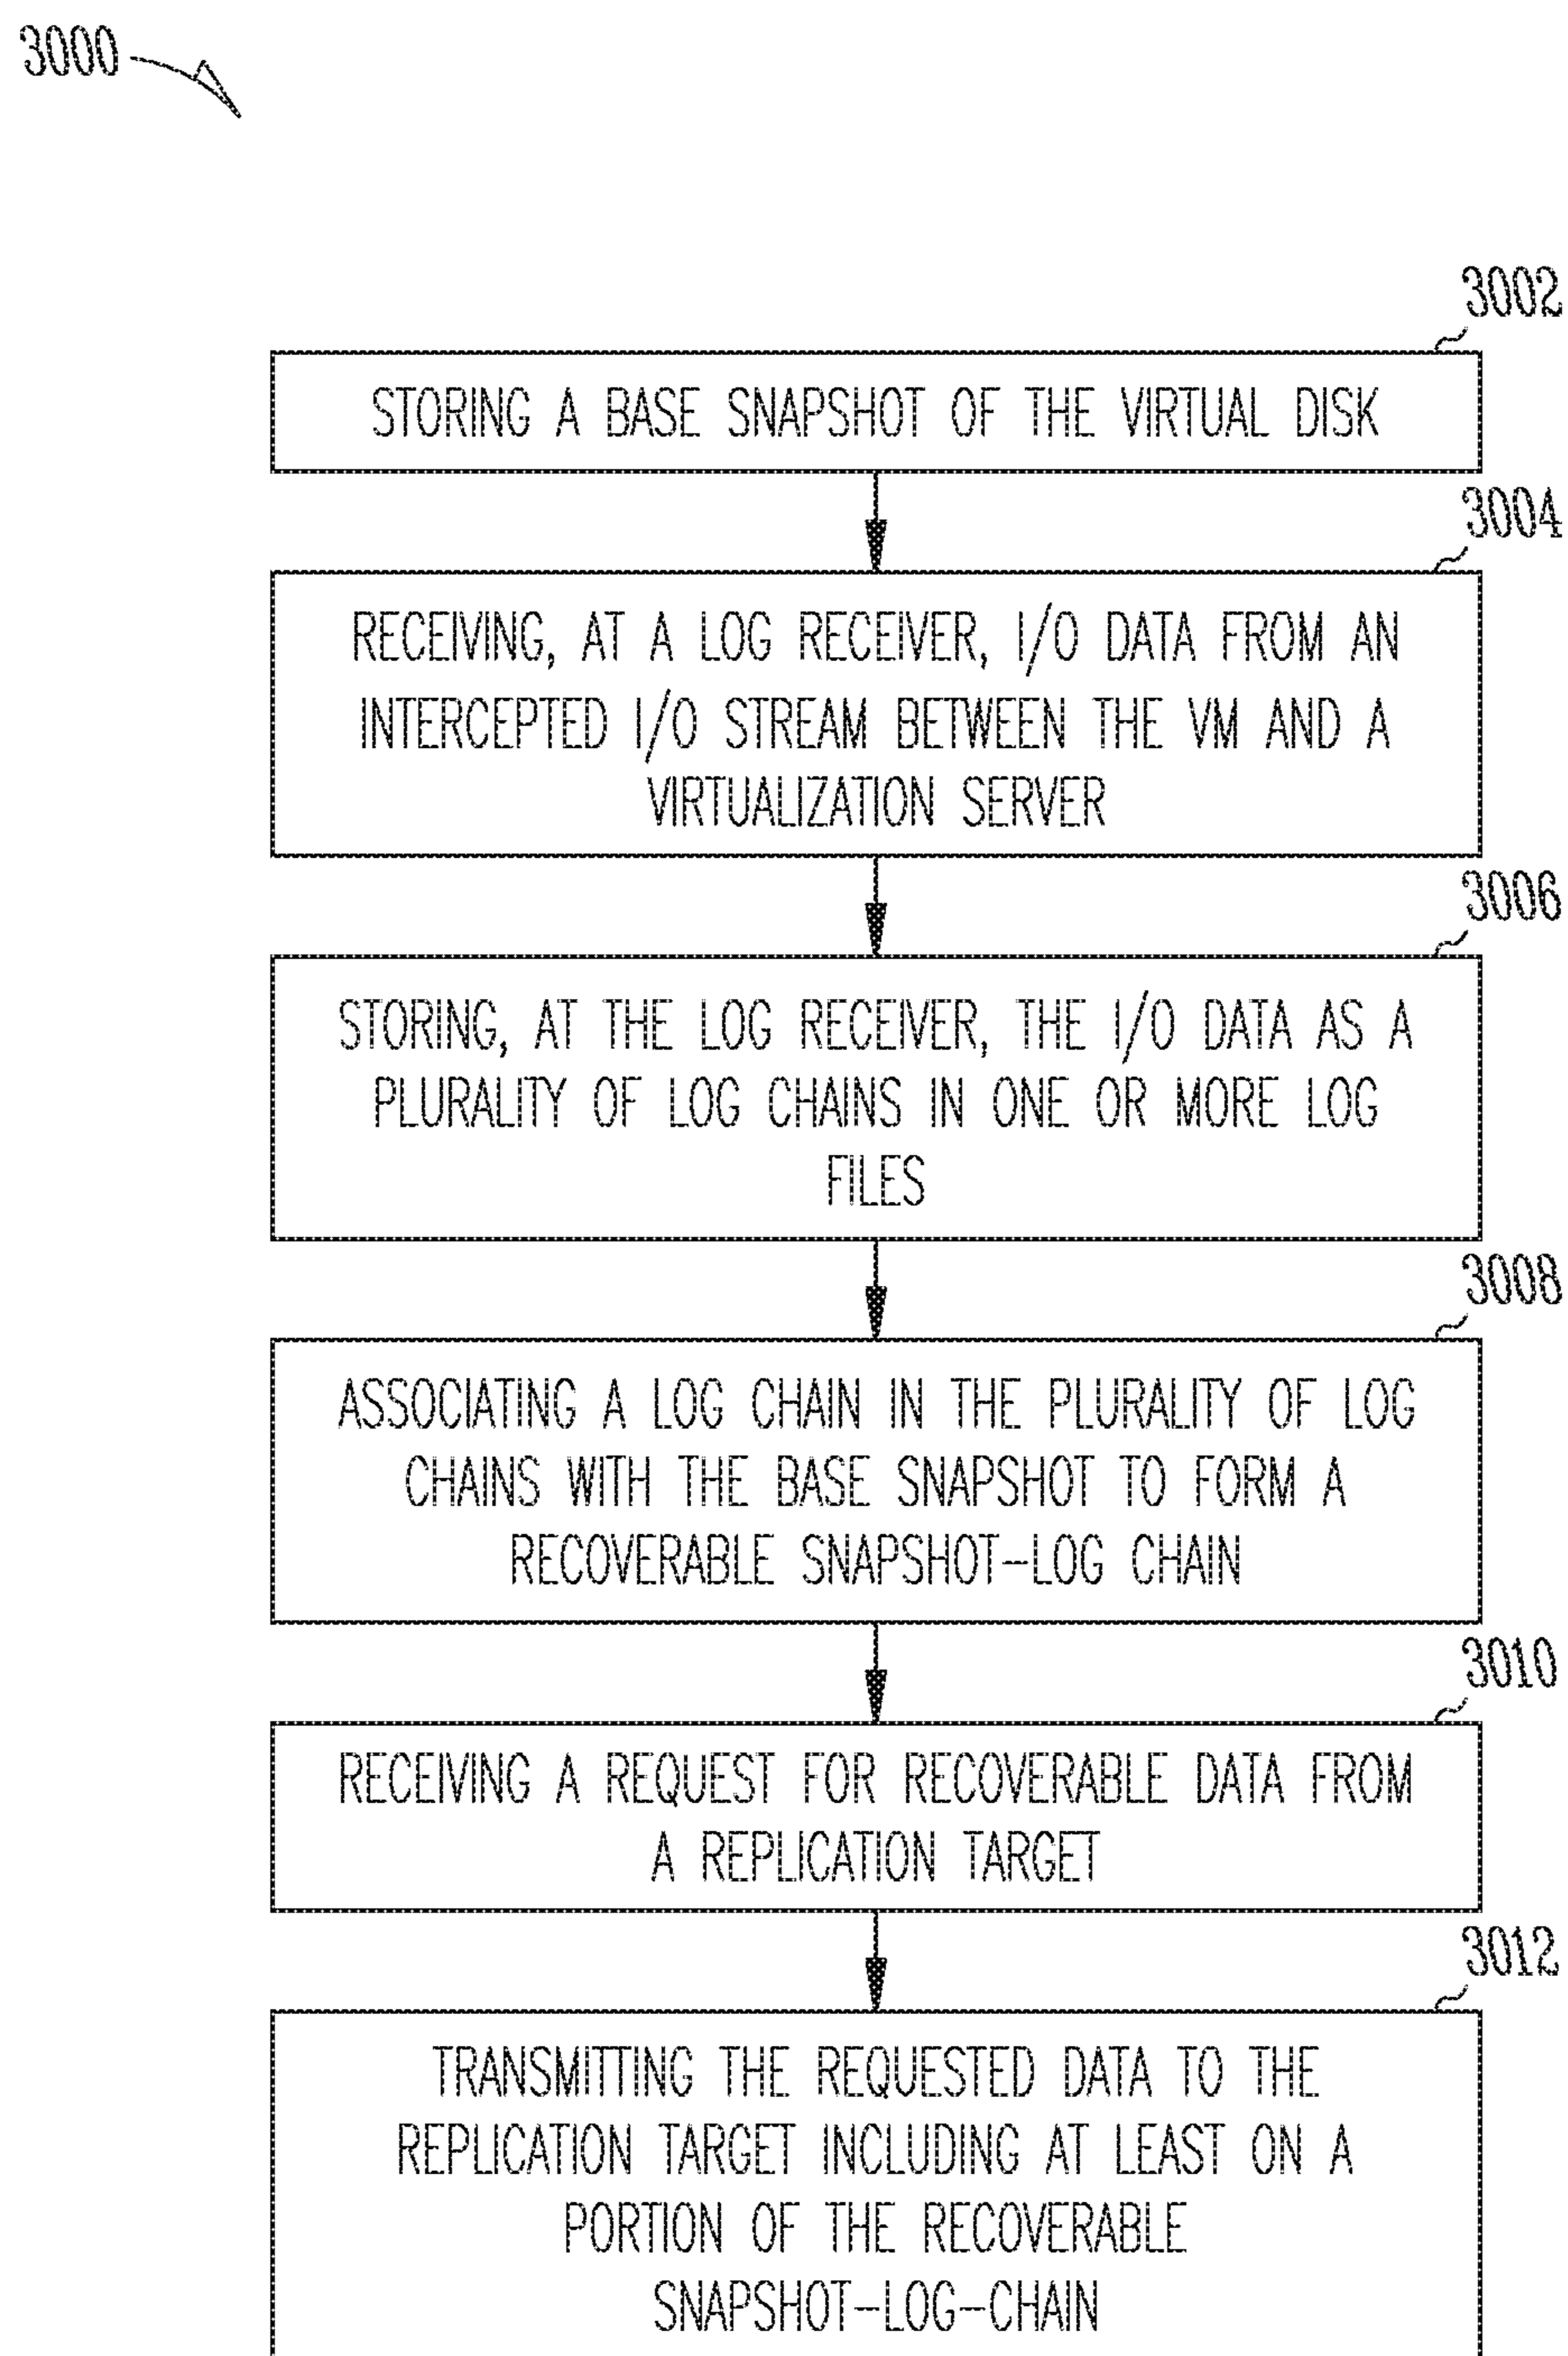 3000
3002
STORING A BASE SNAPSHOT OF THE VIRTUAL DISK
3004
RECEIVING, AT A LOG RECEIVER, I/O DATA FROM AN
INTERCEPTED I/O STREAM BETWEEN THE VM AND A
VIRTUALIZATION SERVER
3006
STORING, AT THE LOG RECEIVER, THE I/O DATA AS A
PLURALITY OF LOG CHAINS IN ONE OR MORE LOG
FILES
3008
ASSOCIATING A LOG CHAIN IN THE PLURALITY OF LOG
CHAINS WITH THE BASE SNAPSHOT TO FORM A
RECOVERABLE SNAPSHOT-LOG CHAIN
3010
RECEIVING A REQUEST FOR RECOVERABLE DATA FROM
A REPLICATION TARGET
3012
TRANSMITTING THE REQUESTED DATA TO THE
REPLICATION TARGET INCLUDING AT LEAST ON A
PORTION OF THE RECOVERABLE
SNAPSHOT-LOG-CHAIN